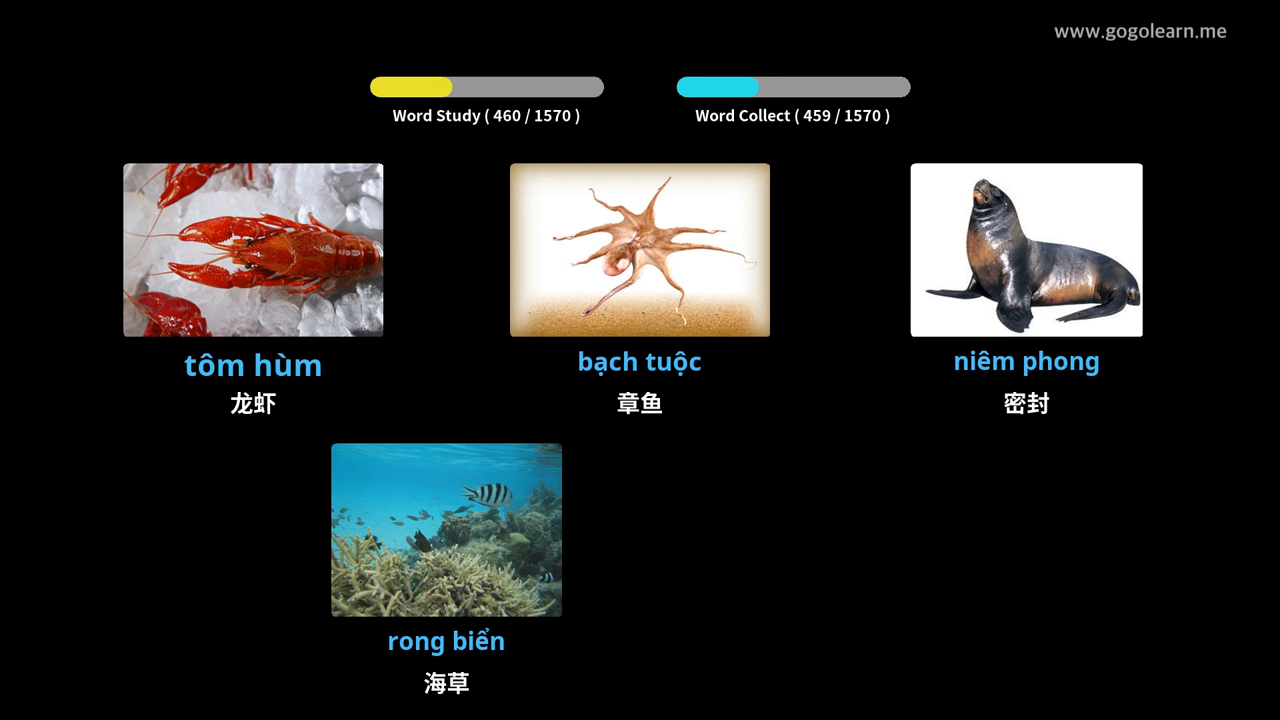 www.gogolearn.me
Word Study ( 460 / 1570 )
Word Collect ( 459 / 1570 )
tôm hùm
龙虾
bạch tuộc
章鱼
niêm phong
密封
rong biển
海草